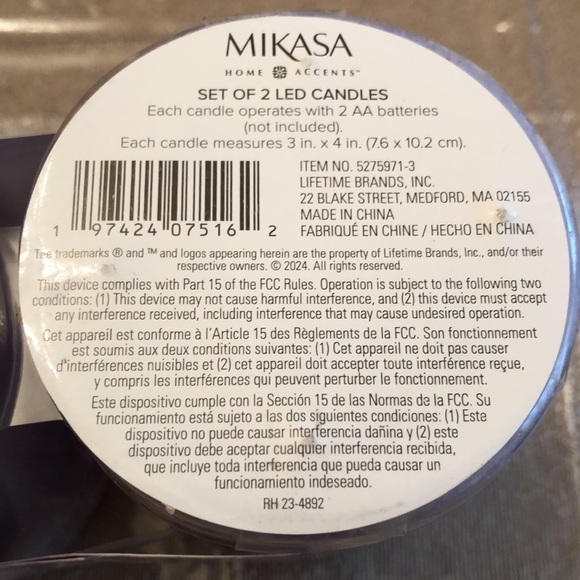 MIKASA
HOME ACCENTS™
SET OF 2 LED CANDLES
Each candle operates with 2 AA batteries
(not included).
Each candle measures 3 in. x 4 in. (7.6 x 10.2 cm).
ITEM NO. 5275971-3
LIFETIME BRANDS, INC.
22 BLAKE STREET, MEDFORD, MA 02155
MADE IN CHINA
FABRIQUÉ EN CHINE / HECHO EN CHINA
1 97424 07516 2
The trademarks ® and ™ and logos appearing herein are the property of Lifetime Brands, Inc., and/or their
respective owners. © 2024. All rights reserved.
This device complies with Part 15 of the FCC Rules. Operation is subject to the following two
conditions: (1) This device may not cause harmful interference, and (2) this device must accept
any interference received, including interference that may cause undesired operation.
Cet appareil est conforme à l'Article 15 des Règlements de la FCC. Son fonctionnement
est soumis aux deux conditions suivantes: (1) Cet appareil ne doit pas causer
d'interférences nuisibles et (2) cet appareil doit accepter toute interférence reçue,
y compris les interférences qui peuvent perturber le fonctionnement.
Este dispositivo cumple con la Sección 15 de las Normas de la FCC. Su
funcionamiento está sujeto a las dos siguientes condiciones: (1) Este
dispositivo no puede causar interferencia dañina y (2) este
dispositivo debe aceptar cualquier interferencia recibida,
que incluye toda interferencia que pueda causar un
funcionamiento indeseado.
RH 23-4892